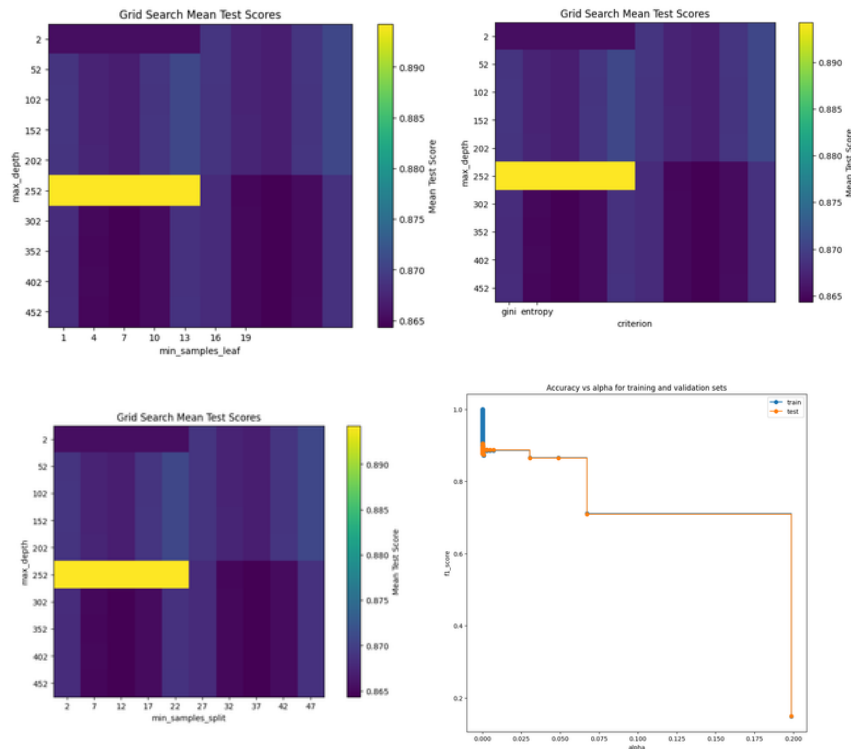 Grid Search Mean Test Scores
2
52
102
152
202
252
302
352
402
452
max_depth
1 4 7 10 13 16 19
min_samples_leaf
0.890
0.885
0.880
0.875
0.870
0.865
Mean Test Score
Grid Search Mean Test Scores
2
52
102
152
202
252
302
352
402
452
max_depth
gini entropy
criterion
0.890
0.885
0.880
0.875
0.870
0.865
Mean Test Score
Grid Search Mean Test Scores
2
52
102
152
202
252
302
352
402
452
max_depth
2 7 12 17 22 27 32 37 42 47
min_samples_split
0.890
0.885
0.880
0.875
0.870
0.865
Mean Test Score
Accuracy vs alpha for training and validation sets
train
test
1.0
0.8
0.6
0.4
0.2
f1_score
0.000 0.025 0.050 0.075 0.100 0.125 0.150 0.175 0.200
alpha